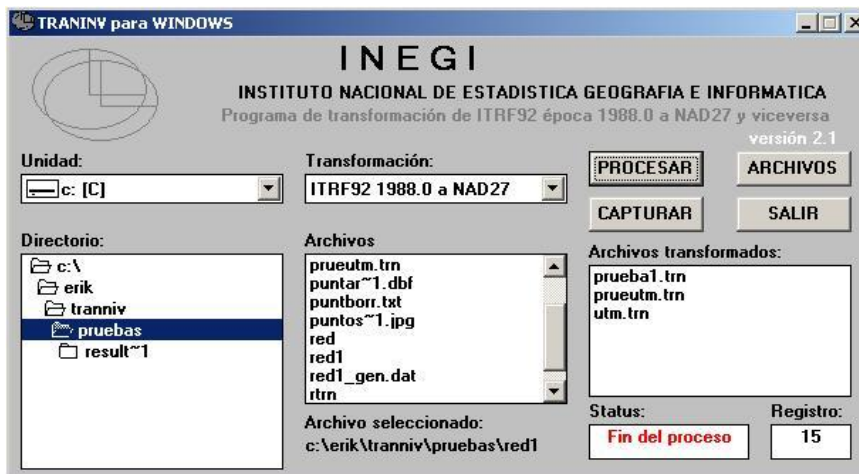 TRANINV para WINDOWS
INEGI
INSTITUTO NACIONAL DE ESTADISTICA GEOGRAFIA E INFORMATICA
Programa de transformación de ITRF92 época 1988.0 a NAD27 y viceversa
versión 2.1
Unidad:
c: [C]
Transformación:
ITRF92 1988.0 a NAD27
PROCESAR
ARCHIVOS
CAPTURAR
SALIR
Directorio:
c:\
erik
tranniv
pruebas
result~1
Archivos
prueutm.trn
puntar~1.dbf
puntborr.txt
puntos~1.jpg
red
red1
red1_gen.dat
rtrn
Archivo seleccionado:
c:\erik\tranniv\pruebas\red1
Archivos transformados:
prueba1.trn
prueutm.trn
utm.trn
Status:
Fin del proceso
Registro:
15